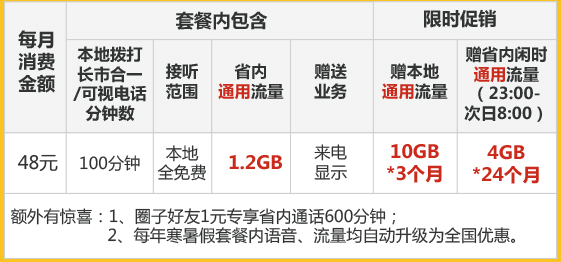 每月
消费
金额
套餐内包含
限时促销
本地拨打
长市合一
/可视电话
分钟数
接听
范围
省内
通用流量
赠送
业务
赠本地
通用流量
赠省内闲时
通用流量
（23:00-
次日8:00）
48元
100分钟
本地
全免费
1.2GB
来电
显示
10GB
*3个月
4GB
*24个月
额外有惊喜：1、圈子好友1元专享省内通话600分钟；
2、每年寒暑假套餐内语音、流量均自动升级为全国优惠。